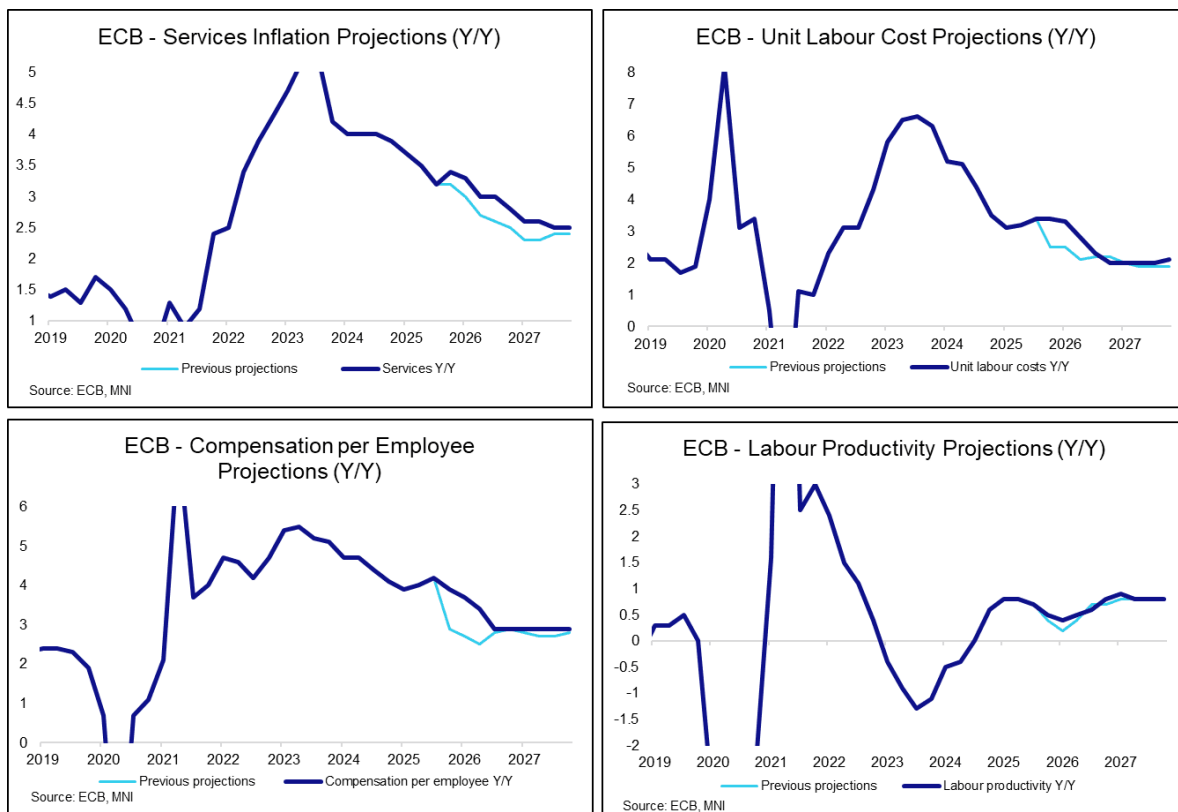 ECB - Services Inflation Projections (Y/Y)
5
4.5
4
3.5
3
2.5
2
1.5
1
2019 2020 2021 2022 2023 2024 2025 2026 2027
Previous projections Services Y/Y
Source: ECB, MNI
ECB - Unit Labour Cost Projections (Y/Y)
8
7
6
5
4
3
2
1
0
2019 2020 2021 2022 2023 2024 2025 2026 2027
Previous projections Unit labour costs Y/Y
Source: ECB, MNI
ECB - Compensation per Employee
Projections (Y/Y)
6
5
4
3
2
1
0
2019 2020 2021 2022 2023 2024 2025 2026 2027
Previous projections Compensation per employee Y/Y
Source: ECB, MNI
ECB - Labour Productivity Projections (Y/Y)
3
2.5
2
1.5
1
0.5
0
-0.5
-1
-1.5
-2
2019 2020 2021 2022 2023 2024 2025 2026 2027
Previous projections Labour productivity Y/Y
Source: ECB, MNI